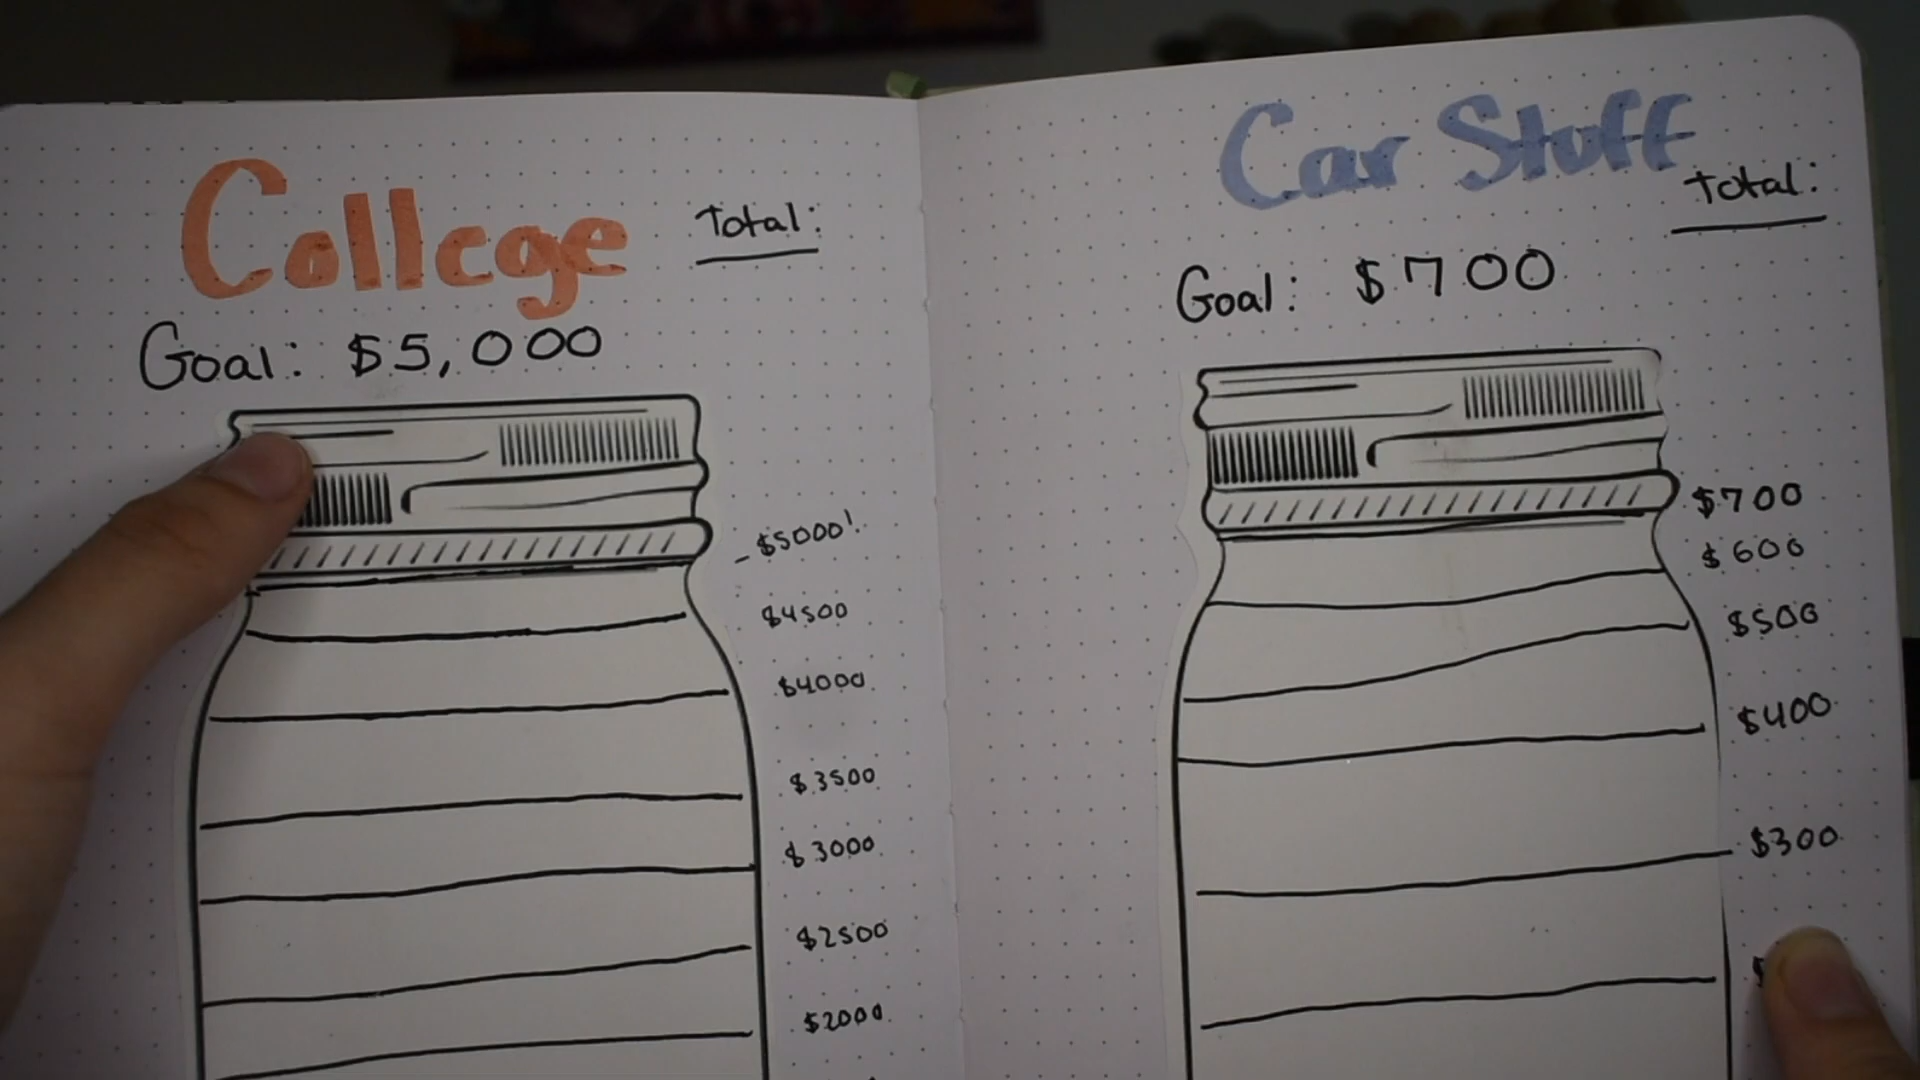 College
Total:
Goal: $5,000
$5000!
$4500
$4000
$3500
$3000
$2500
$2000
Car Stuff
Total:
Goal: $700
$700
$600
$500
$400
$300
$